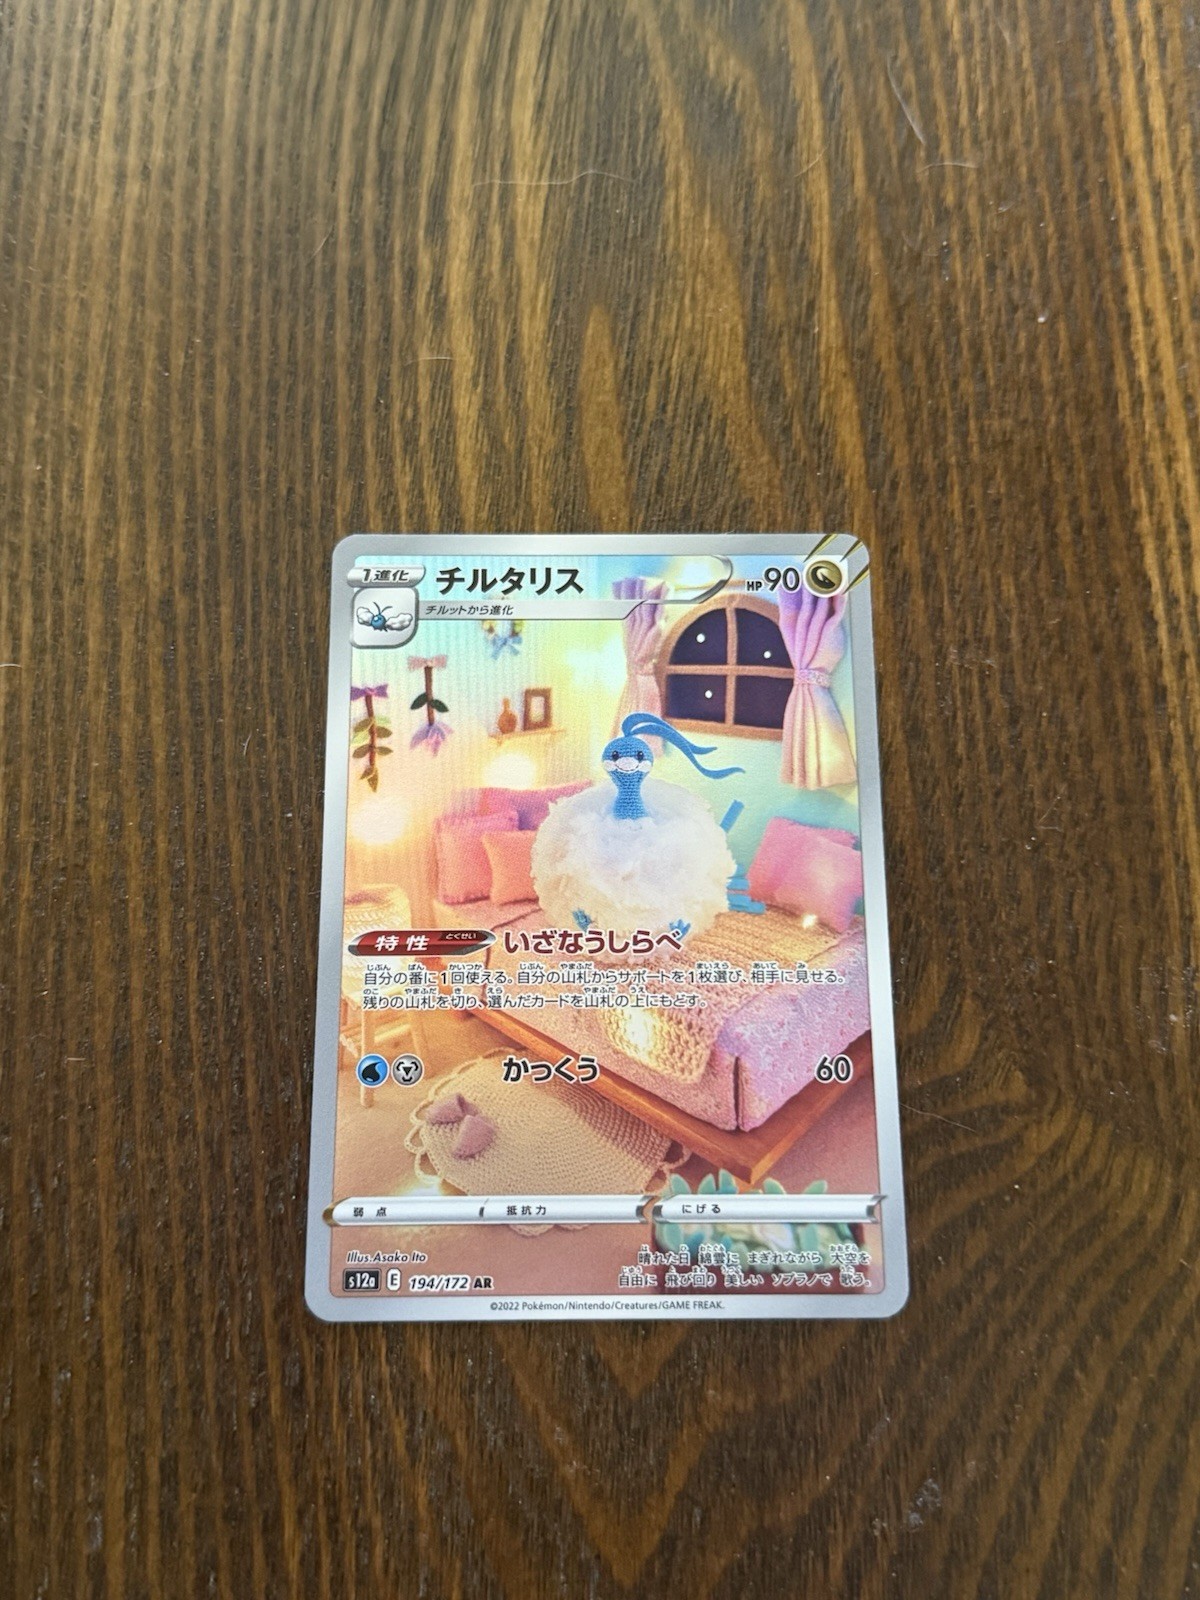 1進化
チルタリス
HP90
チルットから進化
特性 とくせい いざなうしらべ
自分の番に1回使える。自分の山札からサポートを1枚選び、相手に見せる。
残りの山札を切り、選んだカードを山札の上にもどす。
かっくう 60
弱点 抵抗力 にげる
Illus. Asako Ito
晴れた日 綿雲に まぎれながら 大空を
自由に 飛び回り 美しい ソプラノで 歌う。
s12a E 194/172 AR
©2022 Pokémon/Nintendo/Creatures/GAME FREAK.